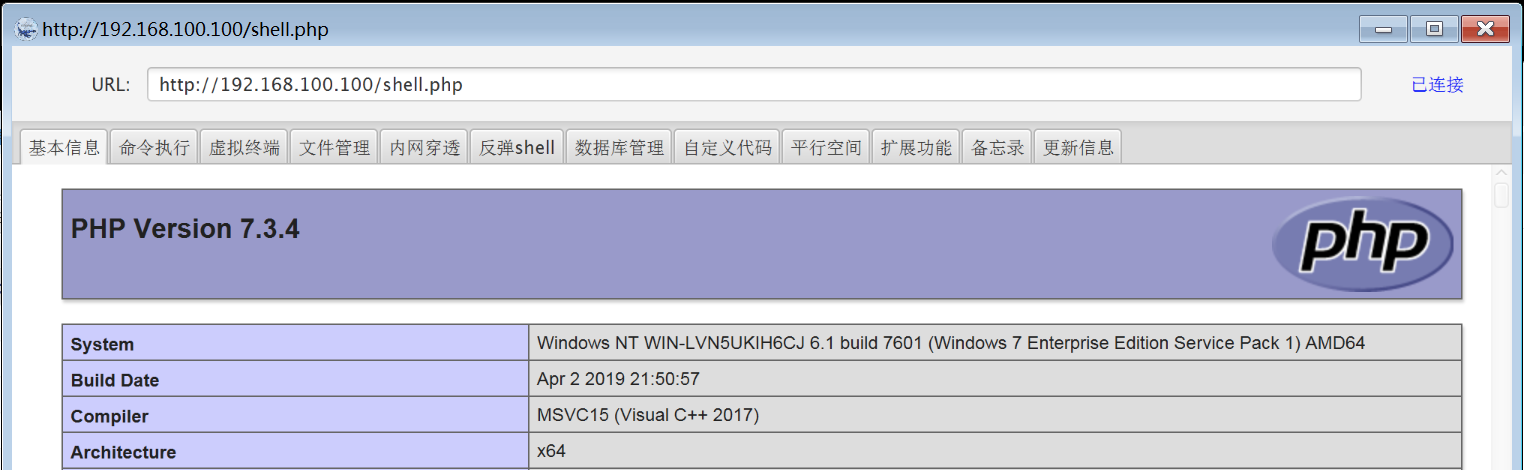 http://192.168.100.100/shell.php
URL: http://192.168.100.100/shell.php 已连接
基本信息 命令执行 虚拟终端 文件管理 内网穿透 反弹shell 数据库管理 自定义代码 平行空间 扩展功能 备忘录 更新信息
PHP Version 7.3.4 php
System Windows NT WIN-LVN5UKIH6CJ 6.1 build 7601 (Windows 7 Enterprise Edition Service Pack 1) AMD64
Build Date Apr 2 2019 21:50:57
Compiler MSVC15 (Visual C++ 2017)
Architecture x64